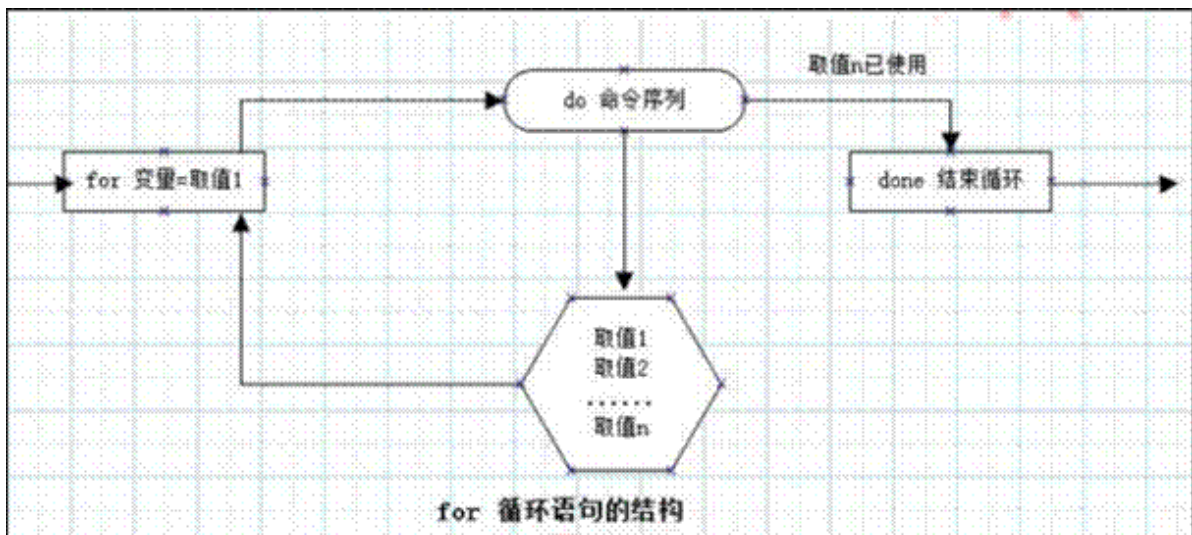 取值n已使用
do 命令序列
for 变量=取值1
done 结束循环
取值1
取值2
......
取值n
for 循环语句的结构